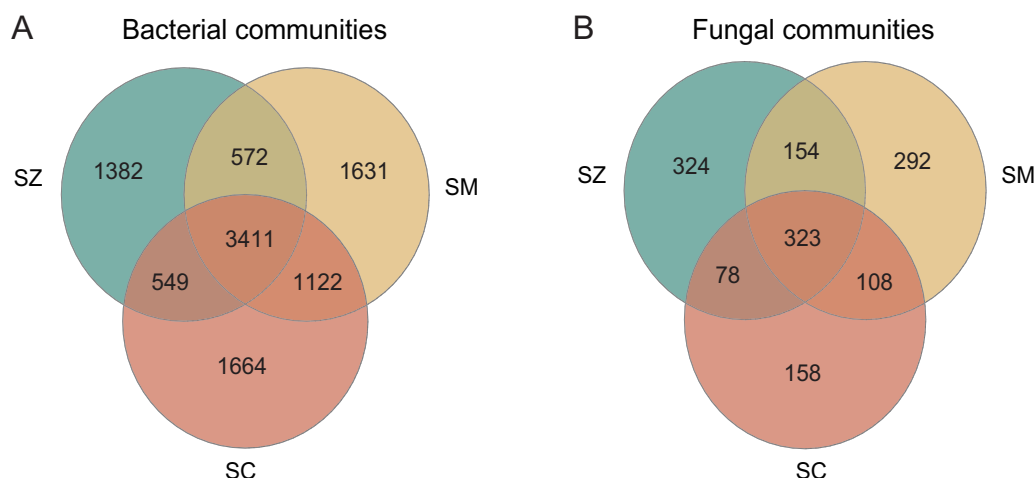 A Bacterial communities
SZ 1382 572 1631 SM
3411
549 1122
1664
SC
B Fungal communities
SZ 324 154 292 SM
323
78 108
158
SC